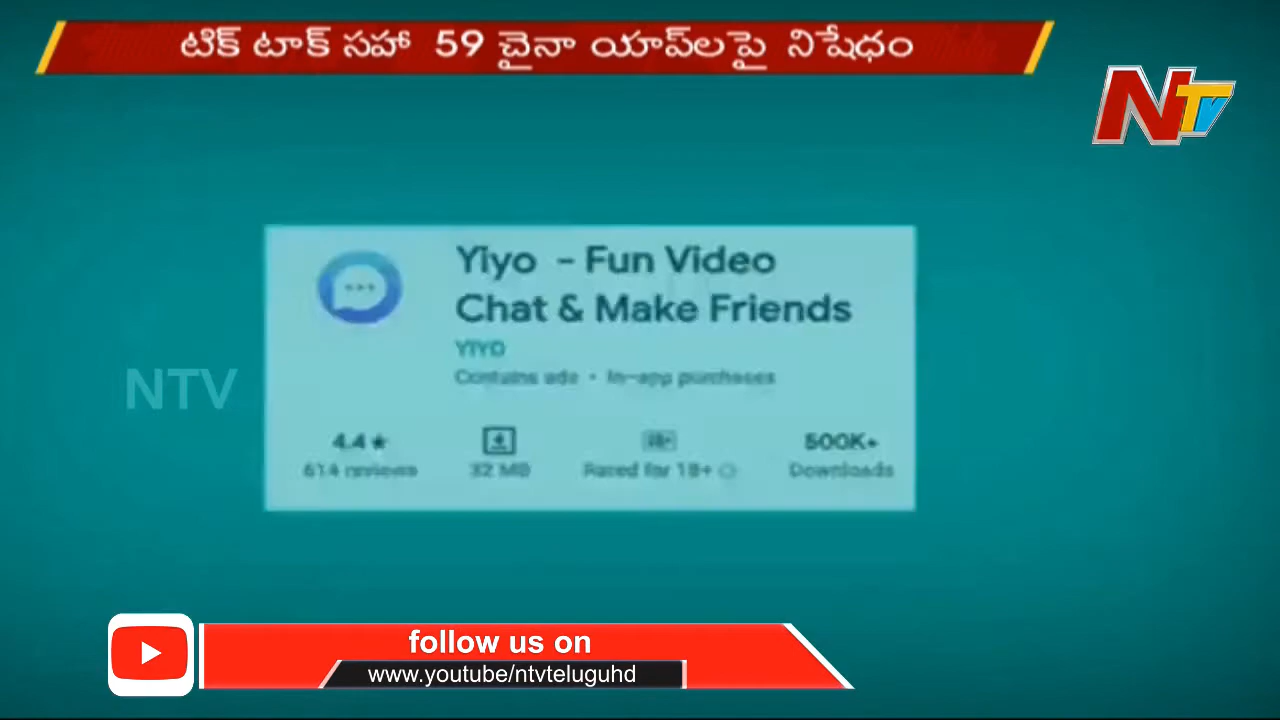 టిక్ టాక్ సహా 59 చైనా యాప్‌లపై నిషేధం
NTV
Yiyo - Fun Video
Chat & Make Friends
YIYO
Contains ads • In-app purchases
4.4★
614 reviews
32 MB
18+
Rated for 18+
500K+
Downloads
NTV
follow us on
www.youtube/ntvteluguhd